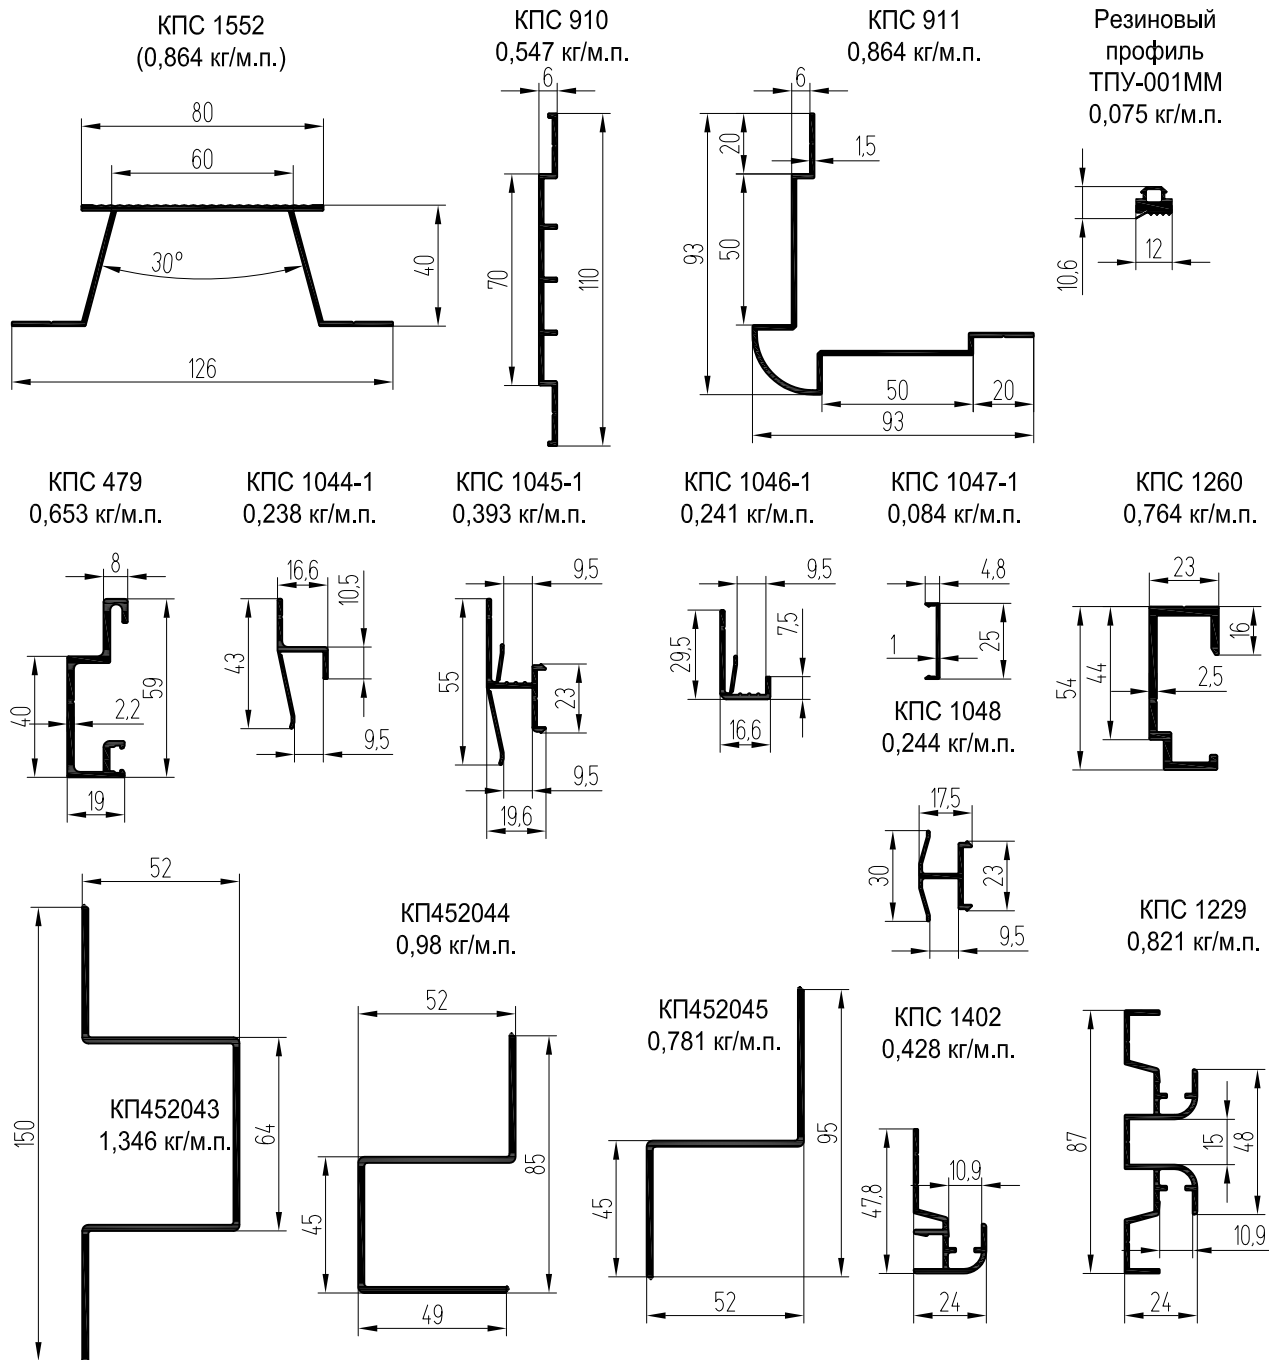 КПС 1552
(0,864 кг/м.п.)
80
60
30°
40
126
КПС 910
0,547 кг/м.п.
6
70
110
КПС 911
0,864 кг/м.п.
6
20
1,5
50
93
50
20
93
Резиновый
профиль
ТПУ-001ММ
0,075 кг/м.п.
10,6
12
КПС 479
0,653 кг/м.п.
8
40
2,2
59
19
КПС 1044-1
0,238 кг/м.п.
16,6
10,5
43
9,5
КПС 1045-1
0,393 кг/м.п.
9,5
55
23
9,5
19,6
КПС 1046-1
0,241 кг/м.п.
9,5
7,5
29,5
16,6
КПС 1047-1
0,084 кг/м.п.
4,8
1
25
КПС 1048
0,244 кг/м.п.
17,5
30
23
9,5
КПС 1260
0,764 кг/м.п.
23
16
44
54
2,5
52
150
КП452043
1,346 кг/м.п.
64
КП452044
0,98 кг/м.п.
52
85
45
49
КП452045
0,781 кг/м.п.
95
45
52
КПС 1402
0,428 кг/м.п.
10,9
47,8
24
КПС 1229
0,821 кг/м.п.
87
15
48
10,9
24